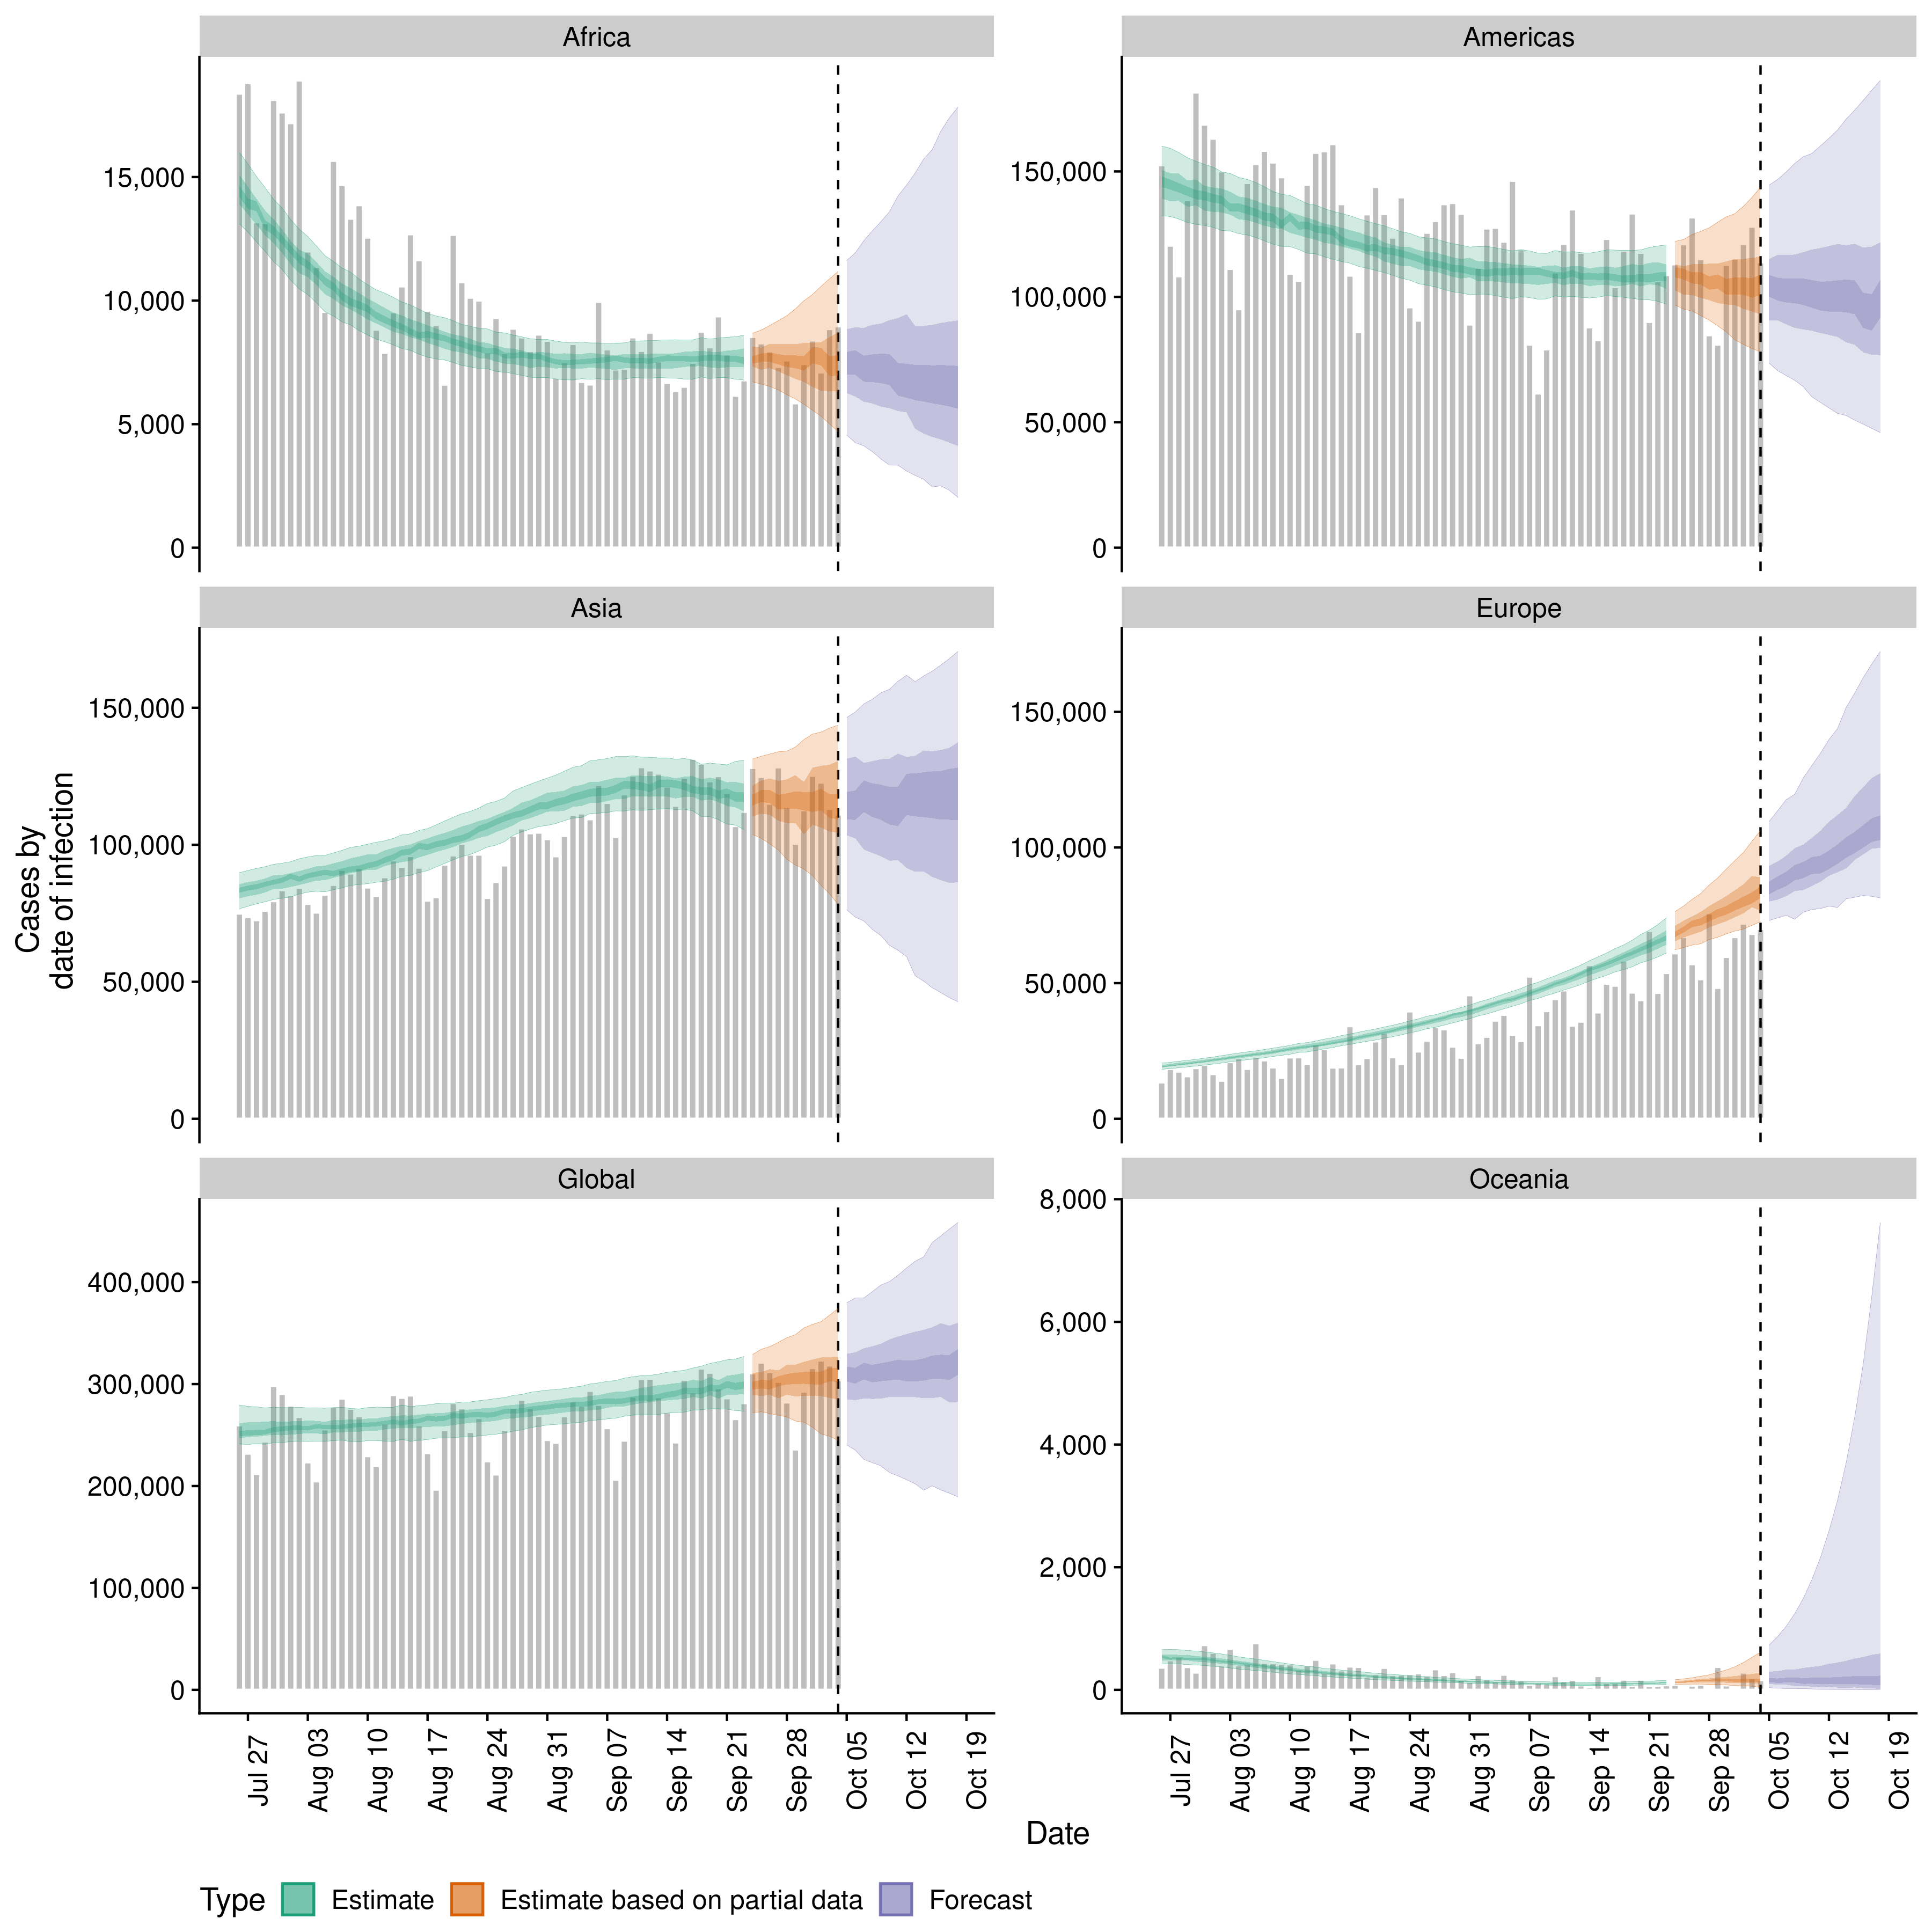 Africa
Americas
15,000
10,000
5,000
0
150,000
100,000
50,000
0
Asia
Europe
150,000
100,000
50,000
0
150,000
100,000
50,000
0
Cases by
date of infection
Global
Oceania
400,000
300,000
200,000
100,000
0
8,000
6,000
4,000
2,000
0
Jul 27
Aug 03
Aug 10
Aug 17
Aug 24
Aug 31
Sep 07
Sep 14
Sep 21
Sep 28
Oct 05
Oct 12
Oct 19
Jul 27
Aug 03
Aug 10
Aug 17
Aug 24
Aug 31
Sep 07
Sep 14
Sep 21
Sep 28
Oct 05
Oct 12
Oct 19
Date
Type Estimate Estimate based on partial data Forecast